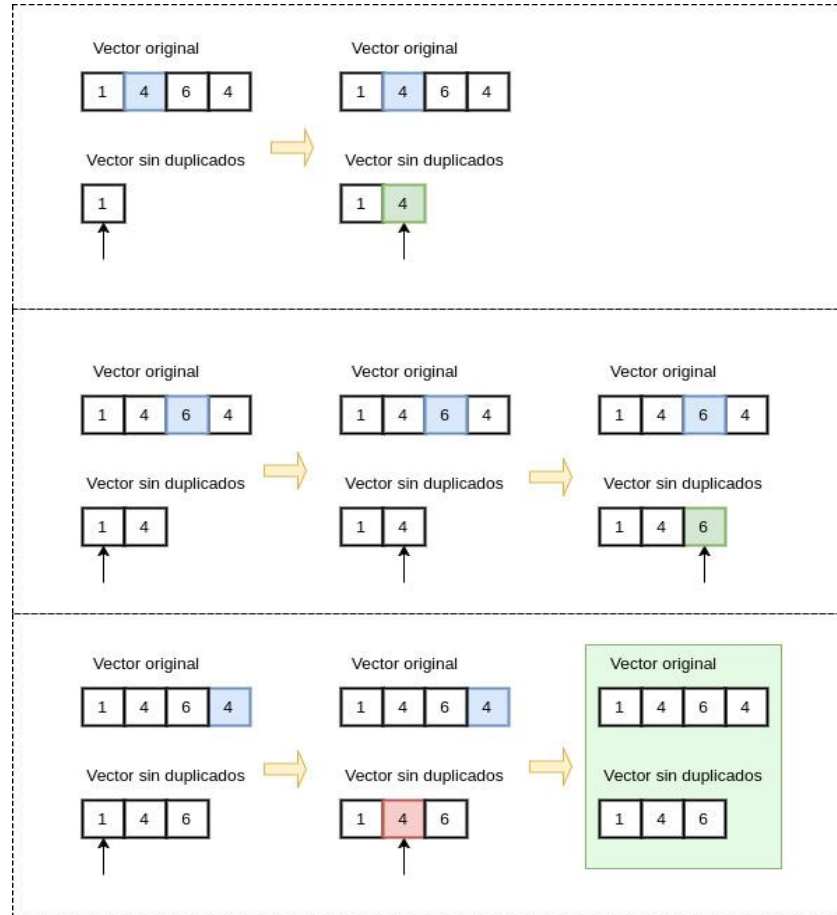 Vector original Vector original
1 4 6 4 1 4 6 4
Vector sin duplicados Vector sin duplicados
1 1 4
Vector original Vector original Vector original
1 4 6 4 1 4 6 4 1 4 6 4
Vector sin duplicados Vector sin duplicados Vector sin duplicados
1 4 1 4 1 4 6
Vector original Vector original Vector original
1 4 6 4 1 4 6 4 1 4 6 4
Vector sin duplicados Vector sin duplicados Vector sin duplicados
1 4 6 1 4 6 1 4 6